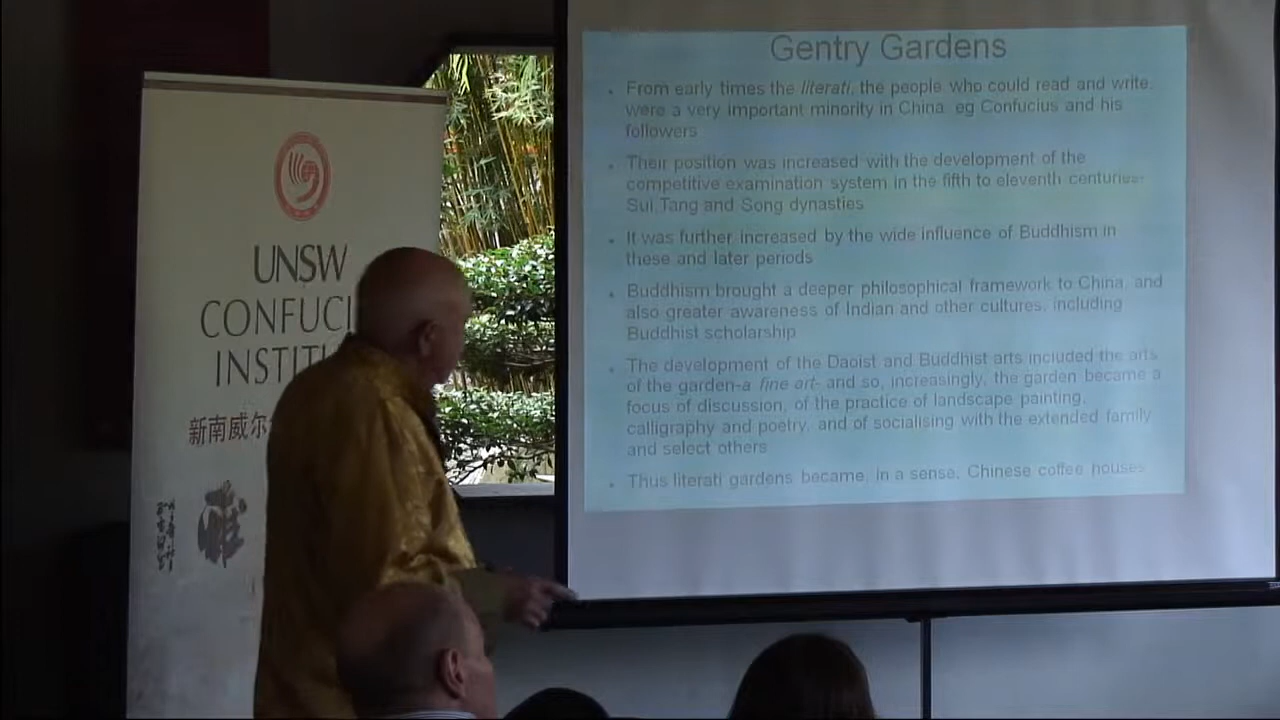 UNSW
CONFUCI
INSTIT
新南威尔
Gentry Gardens
From early times the literati, the people who could read and write,
were a very important minority in China eg Confucius and his
followers
Their position was increased with the development of the
competitive examination system in the fifth to eleventh centuries-
Sui Tang and Song dynasties
It was further increased by the wide influence of Buddhism in
these and later periods
Buddhism brought a deeper philosophical framework to China, and
also greater awareness of Indian and other cultures, including
Buddhist scholarship
The development of the Daoist and Buddhist arts included the arts
of the garden-a fine art- and so, increasingly, the garden became a
focus of discussion, of the practice of landscape painting,
calligraphy and poetry, and of socialising with the extended family
and select others
Thus literati gardens became, in a sense, Chinese coffee houses